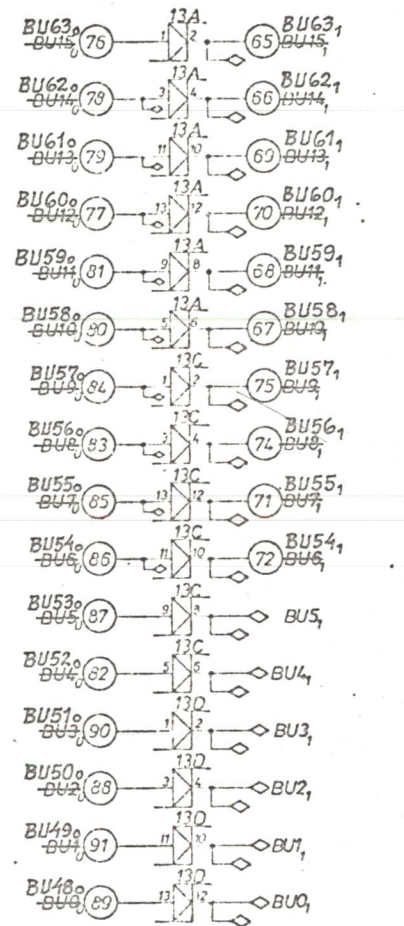 13A
BU63₀ 76 1 2 65 BU63₁
BU15₀ BU15₁
13A
BU62₀ 78 3 4 66 BU62₁
BU14₀ BU14₁
13A
BU61₀ 79 11 10 69 BU61₁
BU13₀ BU13₁
13A
BU60₀ 77 13 12 70 BU60₁
BU12₀ BU12₁
13A
BU59₀ 81 9 8 68 BU59₁
BU11₀ BU11₁
13A
BU58₀ 80 5 6 67 BU58₁
BU10₀ BU10₁
13C
BU57₀ 84 1 2 75 BU57₁
BU9₀ BU9₁
13C
BU56₀ 83 3 4 74 BU56₁
BU8₀ BU8₁
13C
BU55₀ 85 13 12 71 BU55₁
BU7₀ BU7₁
13C
BU54₀ 86 11 10 72 BU54₁
BU6₀ BU6₁
13C
BU53₀ 87 9 8 BU5₁
BU5₀
13C
BU52₀ 82 5 6 BU4₁
BU4₀
13D
BU51₀ 90 1 2 BU3₁
BU3₀
13D
BU50₀ 88 3 4 BU2₁
BU2₀
13D
BU49₀ 91 11 10 BU1₁
BU1₀
13D
BU48₀ 89 13 12 BU0₁
BU0₀